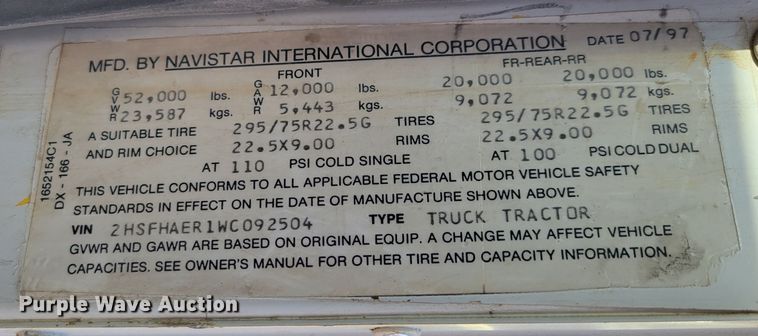 MFD. BY NAVISTAR INTERNATIONAL CORPORATION DATE 07/97
FRONT FR-REAR-RR
GVWR 52,000 lbs. GAWR 12,000 lbs. 20,000 20,000 lbs.
23,587 kgs. 5,443 kgs. 9,072 9,072 kgs.
A SUITABLE TIRE 295/75R22.5G TIRES 295/75R22.5G TIRES
AND RIM CHOICE 22.5X9.00 RIMS 22.5X9.00 RIMS
AT 110 PSI COLD SINGLE AT 100 PSI COLD DUAL
THIS VEHICLE CONFORMS TO ALL APPLICABLE FEDERAL MOTOR VEHICLE SAFETY
STANDARDS IN EFFECT ON THE DATE OF MANUFACTURE SHOWN ABOVE.
VIN 2HSFHAER1WC092504 TYPE TRUCK TRACTOR
GVWR AND GAWR ARE BASED ON ORIGINAL EQUIP. A CHANGE MAY AFFECT VEHICLE
CAPACITIES. SEE OWNER'S MANUAL FOR OTHER TIRE AND CAPACITY INFORMATION.
1652154C1
DX - 166 - JA
Purple Wave Auction